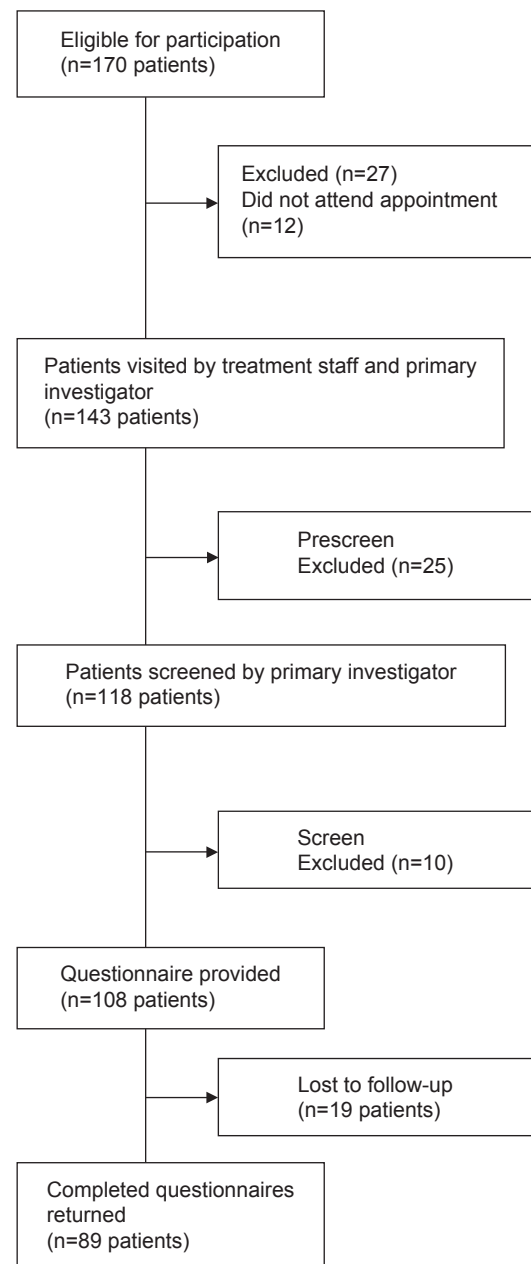 Eligible for participation
(n=170 patients)
Excluded (n=27)
Did not attend appointment
(n=12)
Patients visited by treatment staff and primary
investigator
(n=143 patients)
Prescreen
Excluded (n=25)
Patients screened by primary investigator
(n=118 patients)
Screen
Excluded (n=10)
Questionnaire provided
(n=108 patients)
Lost to follow-up
(n=19 patients)
Completed questionnaires
returned
(n=89 patients)